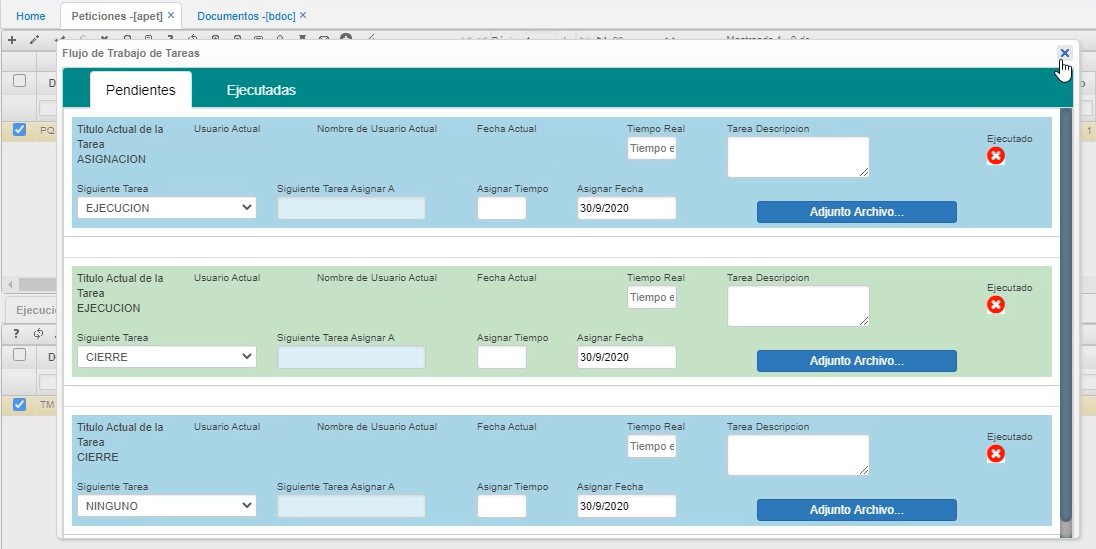 Home Peticiones -[apet] × Documentos -[bdoc] ×
Flujo de Trabajo de Tareas ×
Pendientes Ejecutadas
Titulo Actual de la Tarea Usuario Actual Nombre de Usuario Actual Fecha Actual Tiempo Real Tarea Descripcion Ejecutado
ASIGNACION Tiempo e
Siguiente Tarea Siguiente Tarea Asignar A Asignar Tiempo Asignar Fecha
EJECUCION 30/9/2020 Adjunto Archivo...
Titulo Actual de la Tarea Usuario Actual Nombre de Usuario Actual Fecha Actual Tiempo Real Tarea Descripcion Ejecutado
EJECUCION Tiempo e
Siguiente Tarea Siguiente Tarea Asignar A Asignar Tiempo Asignar Fecha
CIERRE 30/9/2020 Adjunto Archivo...
Titulo Actual de la Tarea Usuario Actual Nombre de Usuario Actual Fecha Actual Tiempo Real Tarea Descripcion Ejecutado
CIERRE Tiempo e
Siguiente Tarea Siguiente Tarea Asignar A Asignar Tiempo Asignar Fecha
NINGUNO 30/9/2020 Adjunto Archivo...
D
PQ 1
Ejecuci
?
D
TM